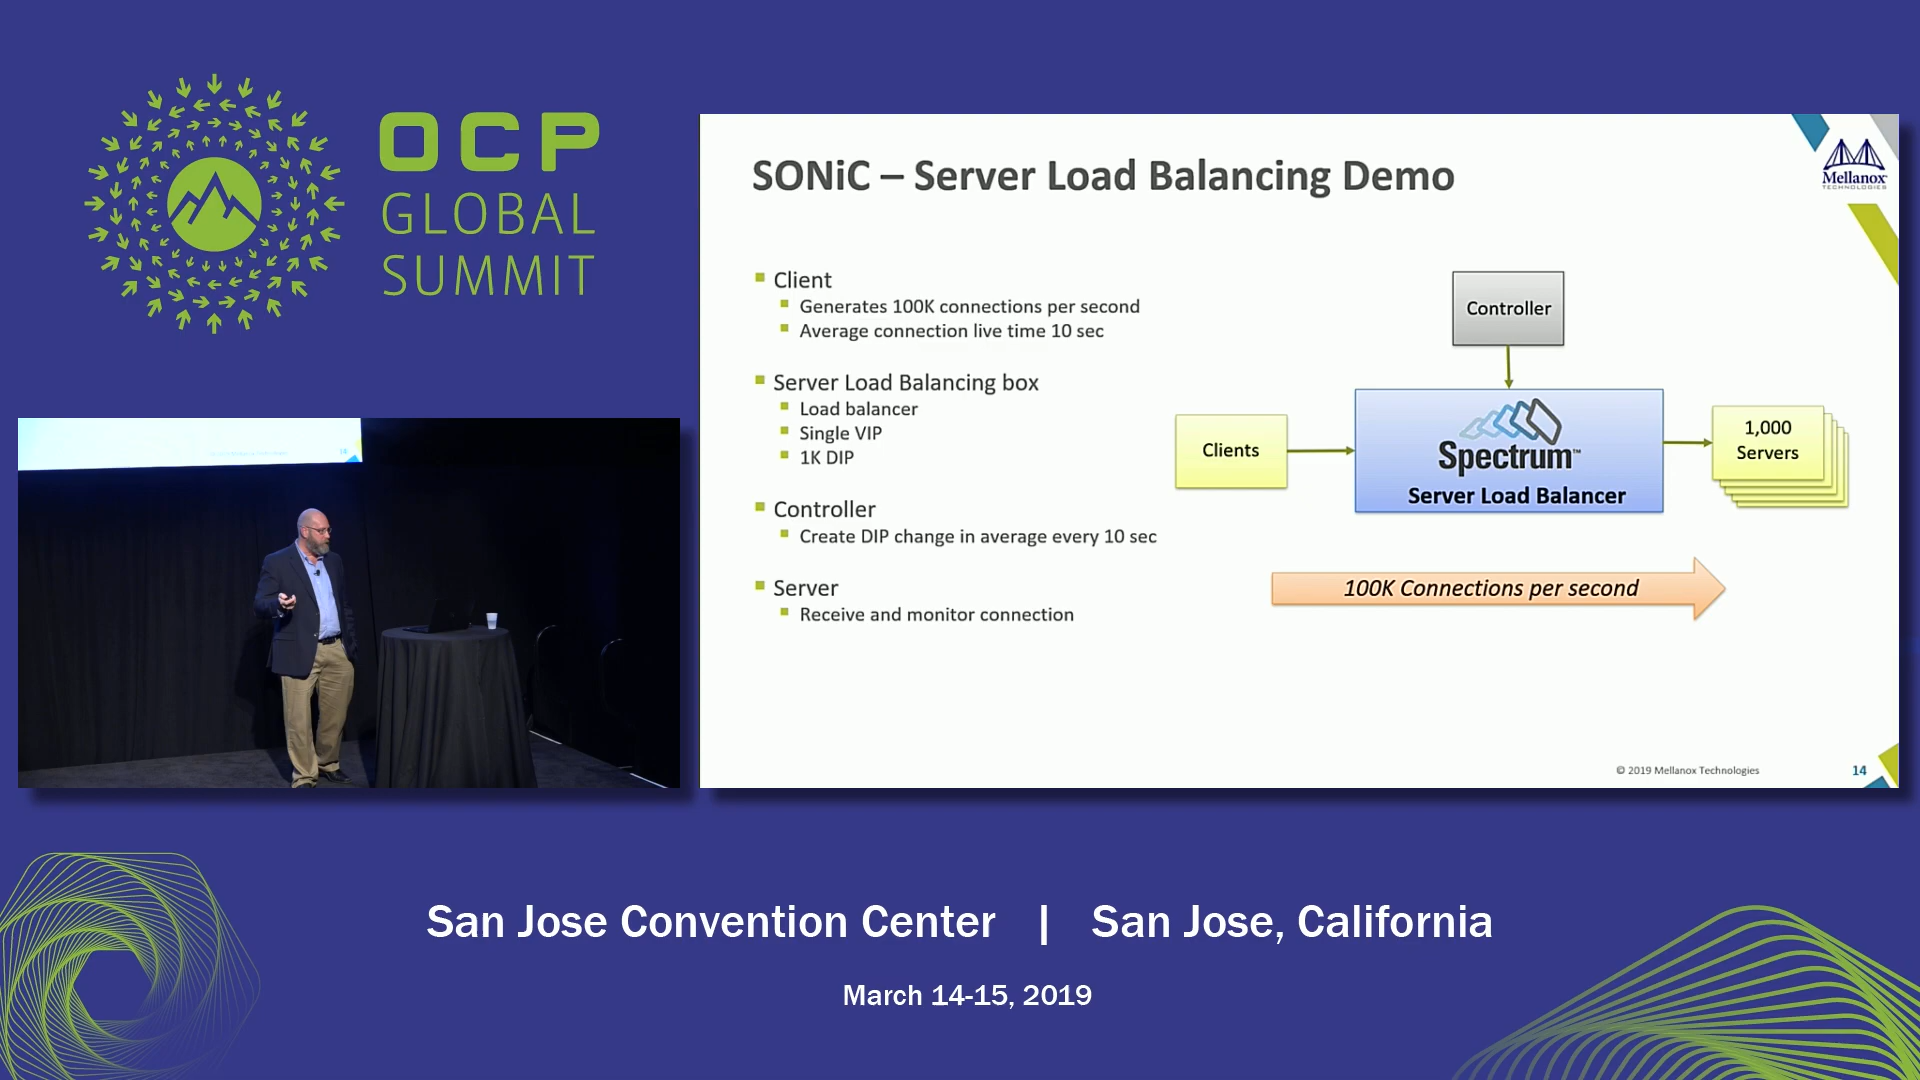 OCP
GLOBAL
SUMMIT
SONiC – Server Load Balancing Demo
Mellanox
TECHNOLOGIES
Client
Generates 100K connections per second
Average connection live time 10 sec
Server Load Balancing box
Load balancer
Single VIP
1K DIP
Controller
Create DIP change in average every 10 sec
Server
Receive and monitor connection
Controller
Clients
Spectrum™
Server Load Balancer
1,000
Servers
100K Connections per second
© 2019 Mellanox Technologies
14
San Jose Convention Center | San Jose, California
March 14-15, 2019